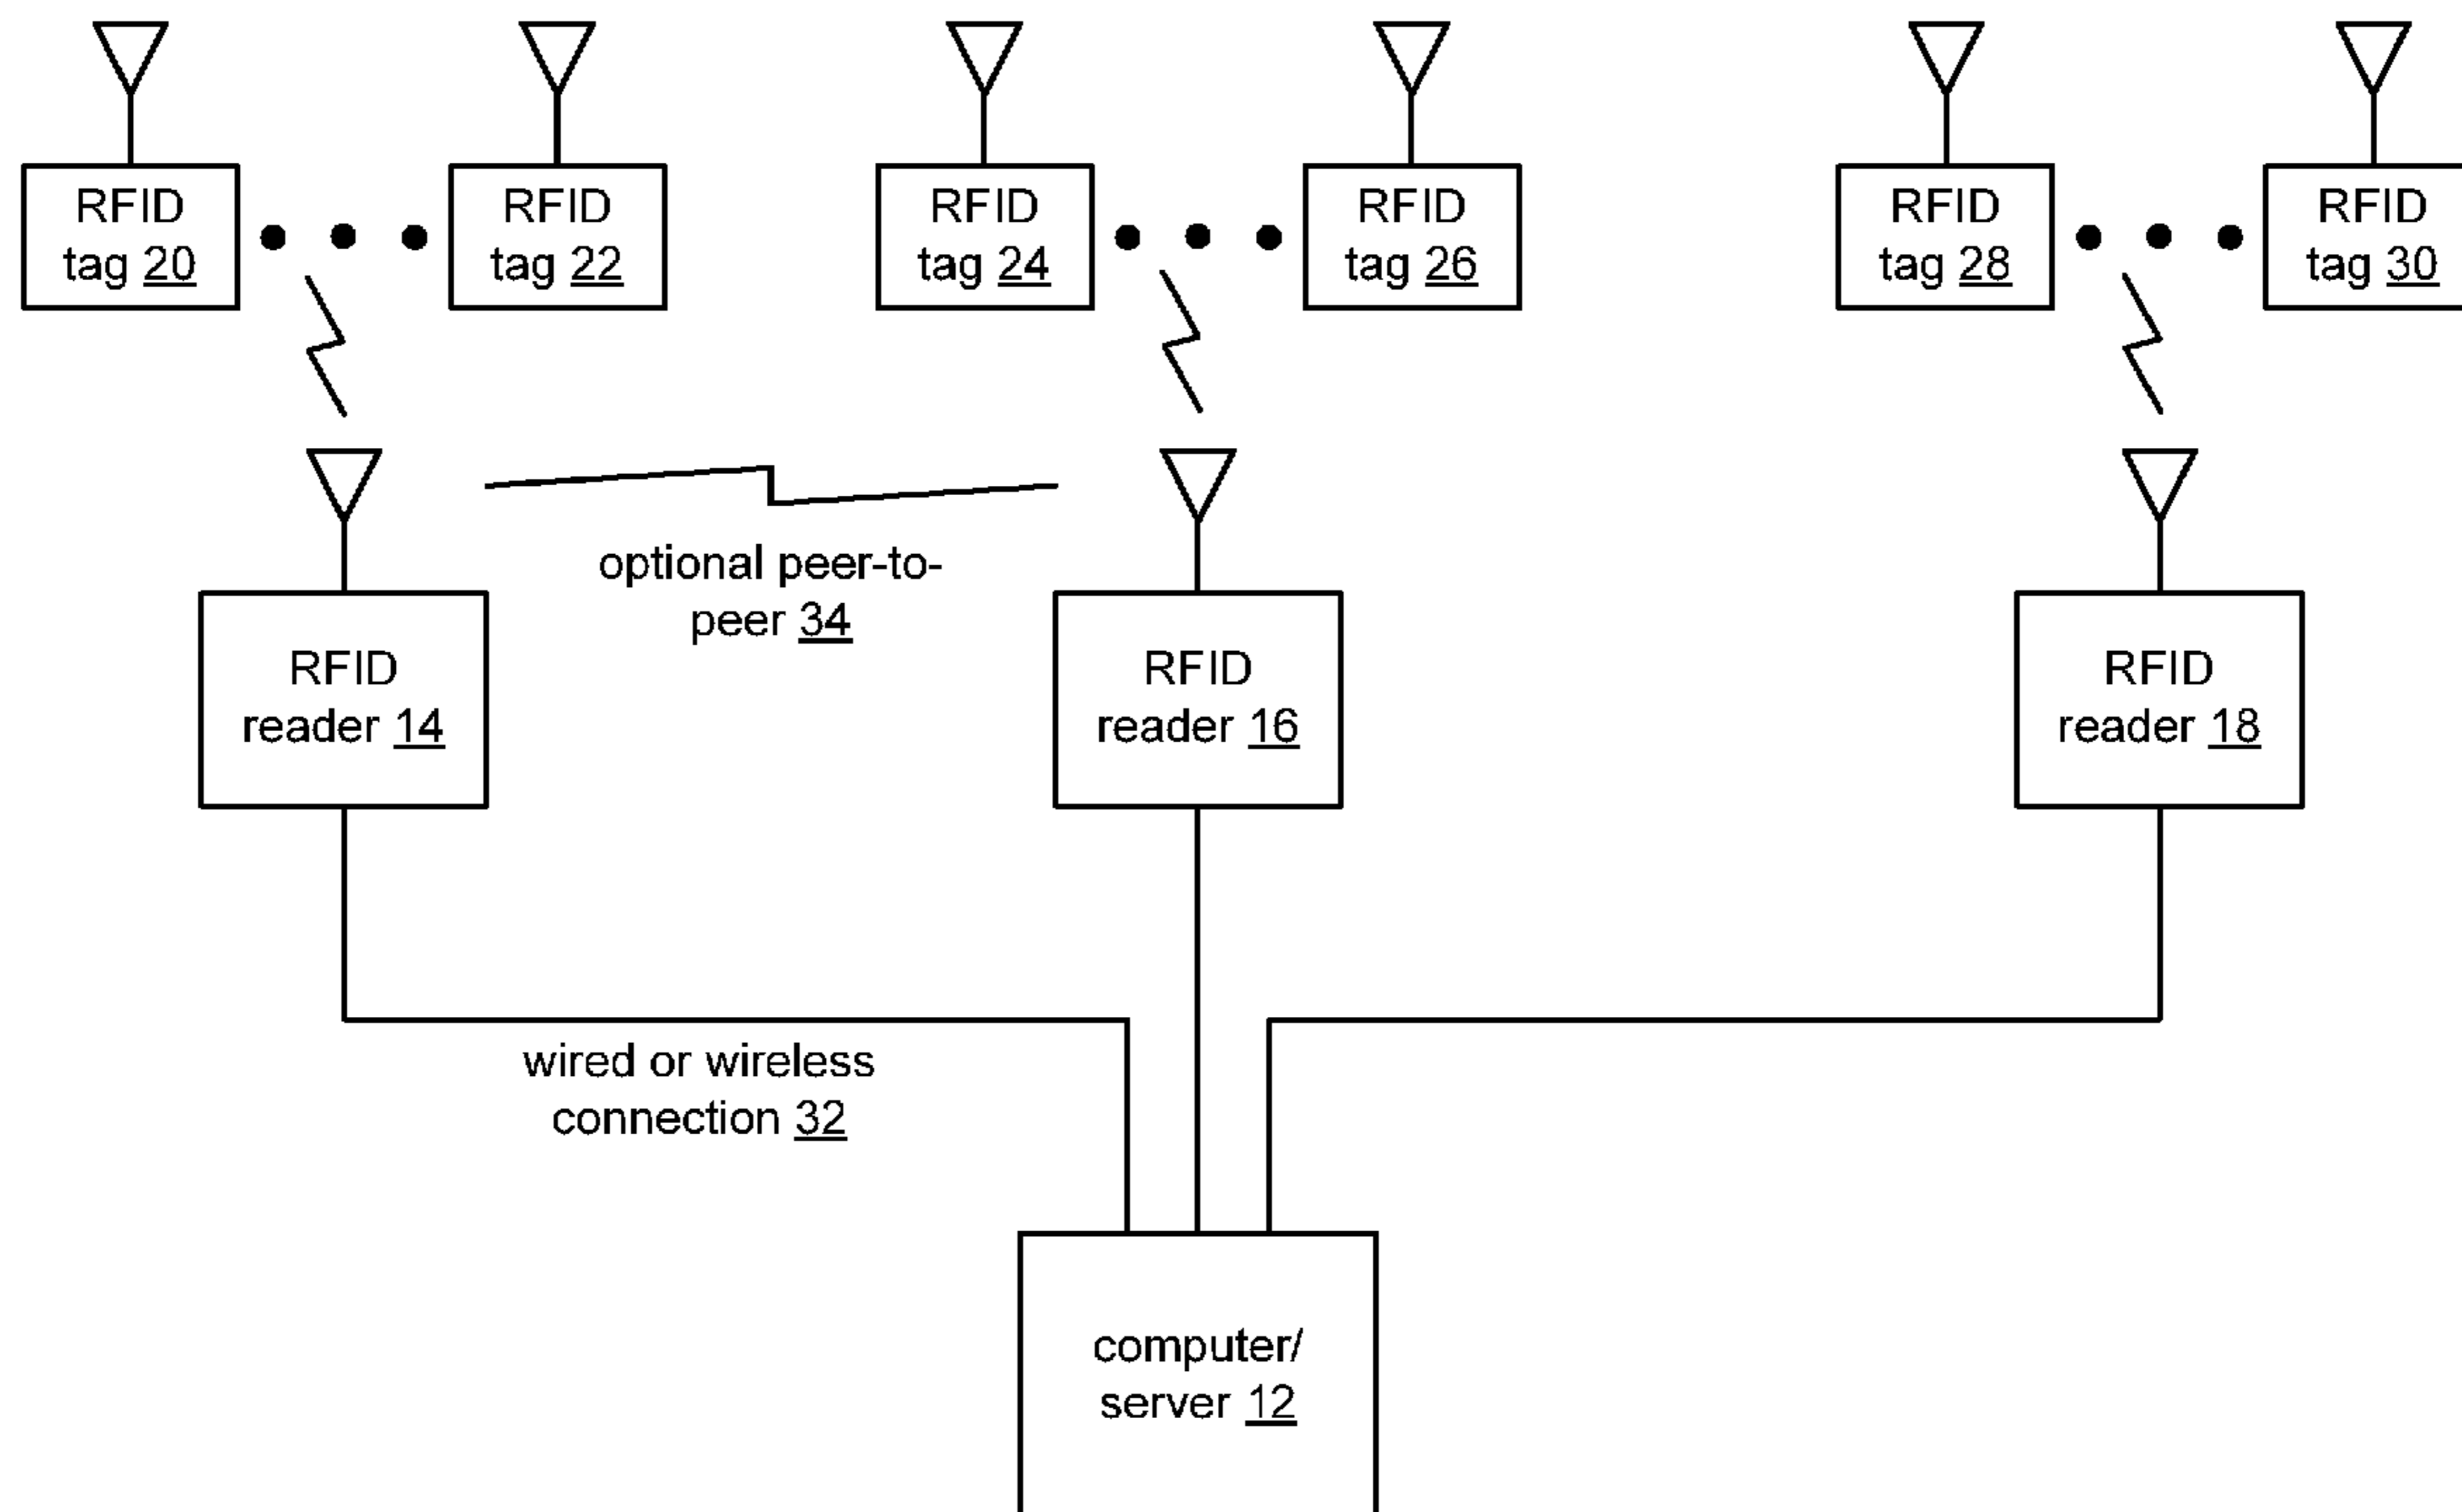 RFID
tag 20
RFID
tag 22
RFID
tag 24
RFID
tag 26
RFID
tag 28
RFID
tag 30
optional peer-to-
peer 34
RFID
reader 14
RFID
reader 16
RFID
reader 18
wired or wireless
connection 32
computer/
server 12